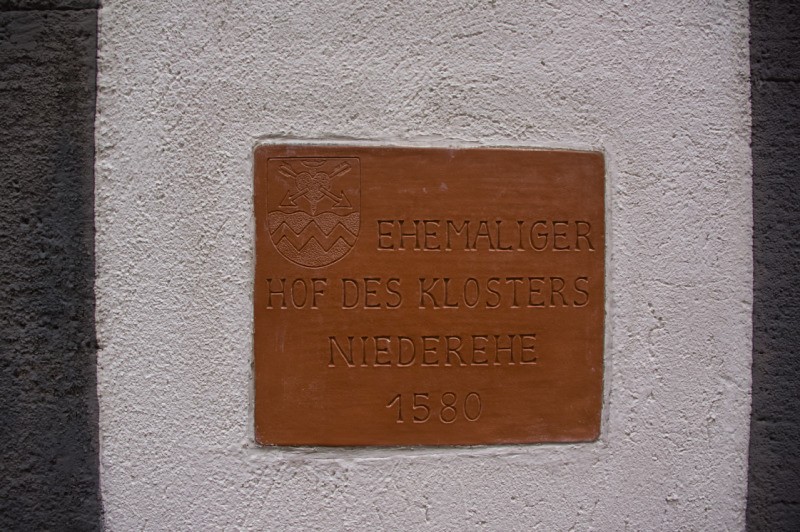 EHEMALIGER
HOF DES KLOSTERS
NIEDEREHE
1580